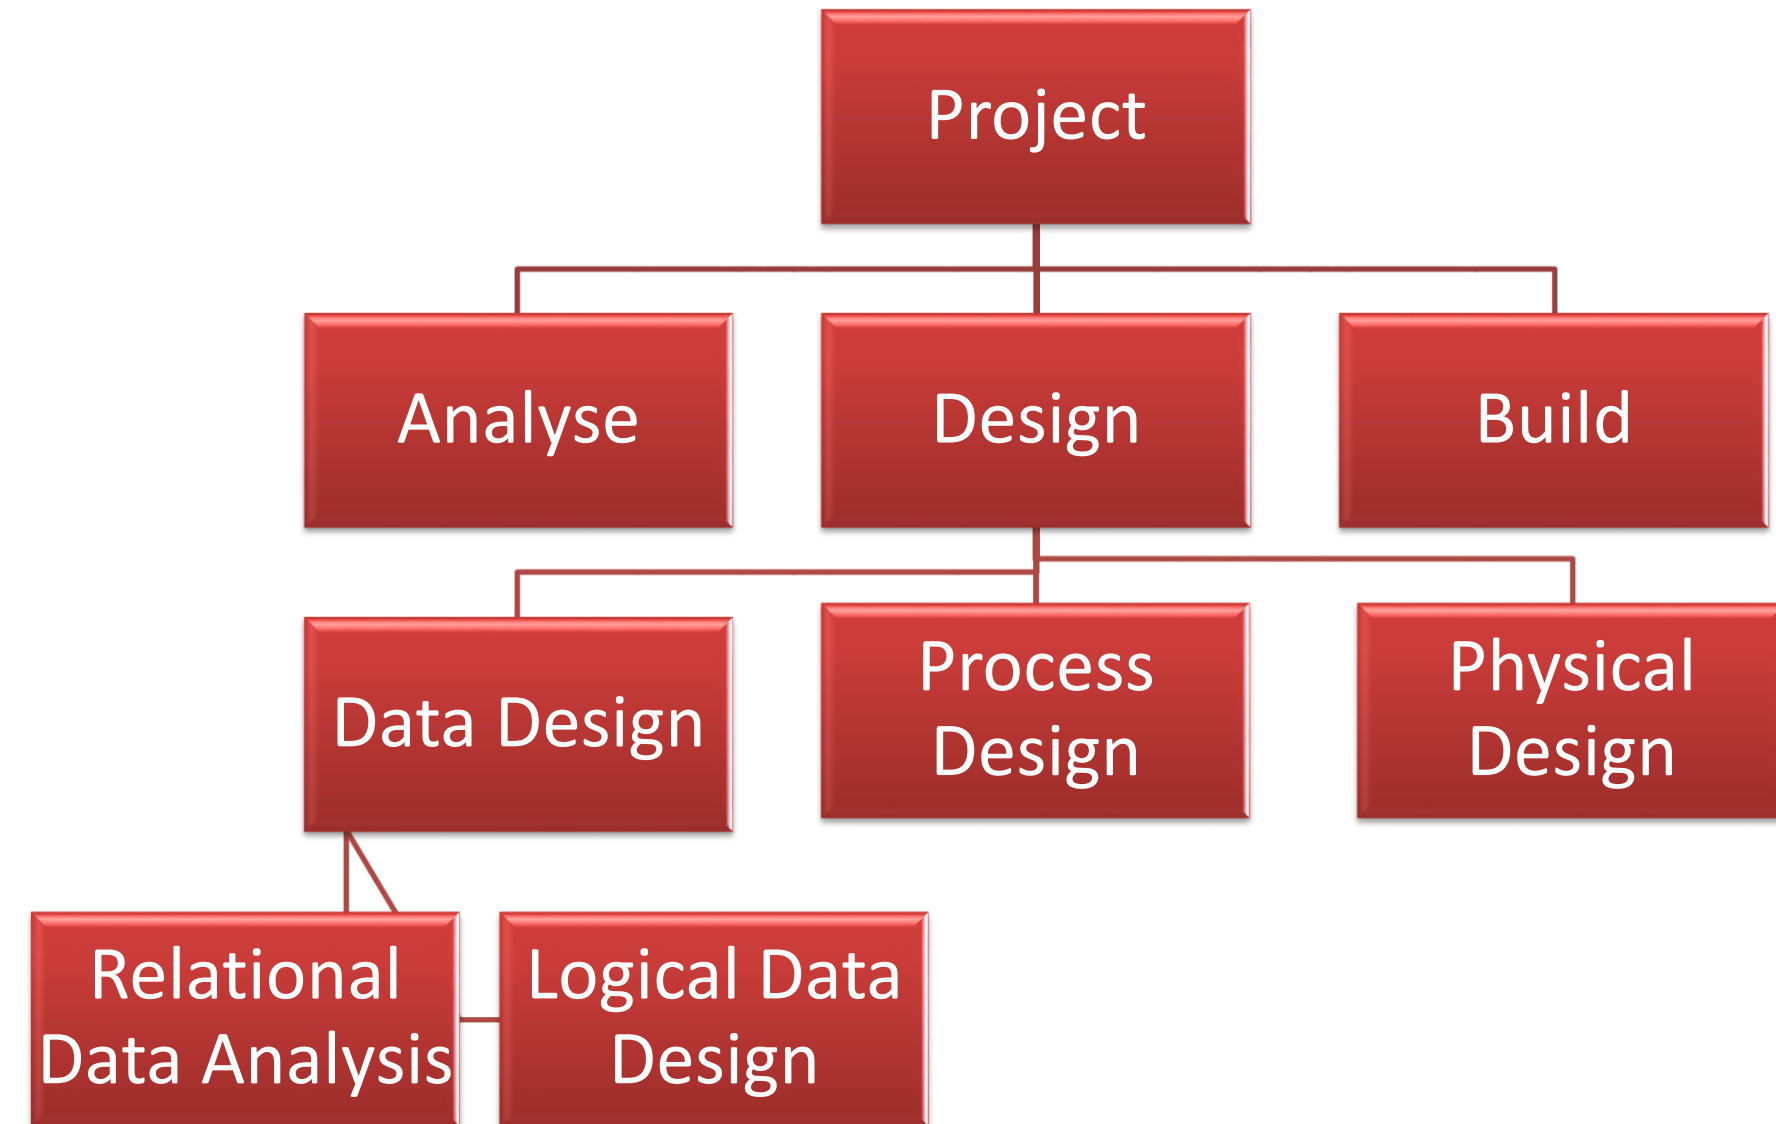 Project
Analyse
Design
Build
Data Design
Process
Design
Physical
Design
Relational
Data Analysis
Logical Data
Design